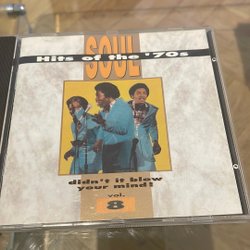 SOUL
Hits of the '70s
didn't it blow
your mind!
vol.
8